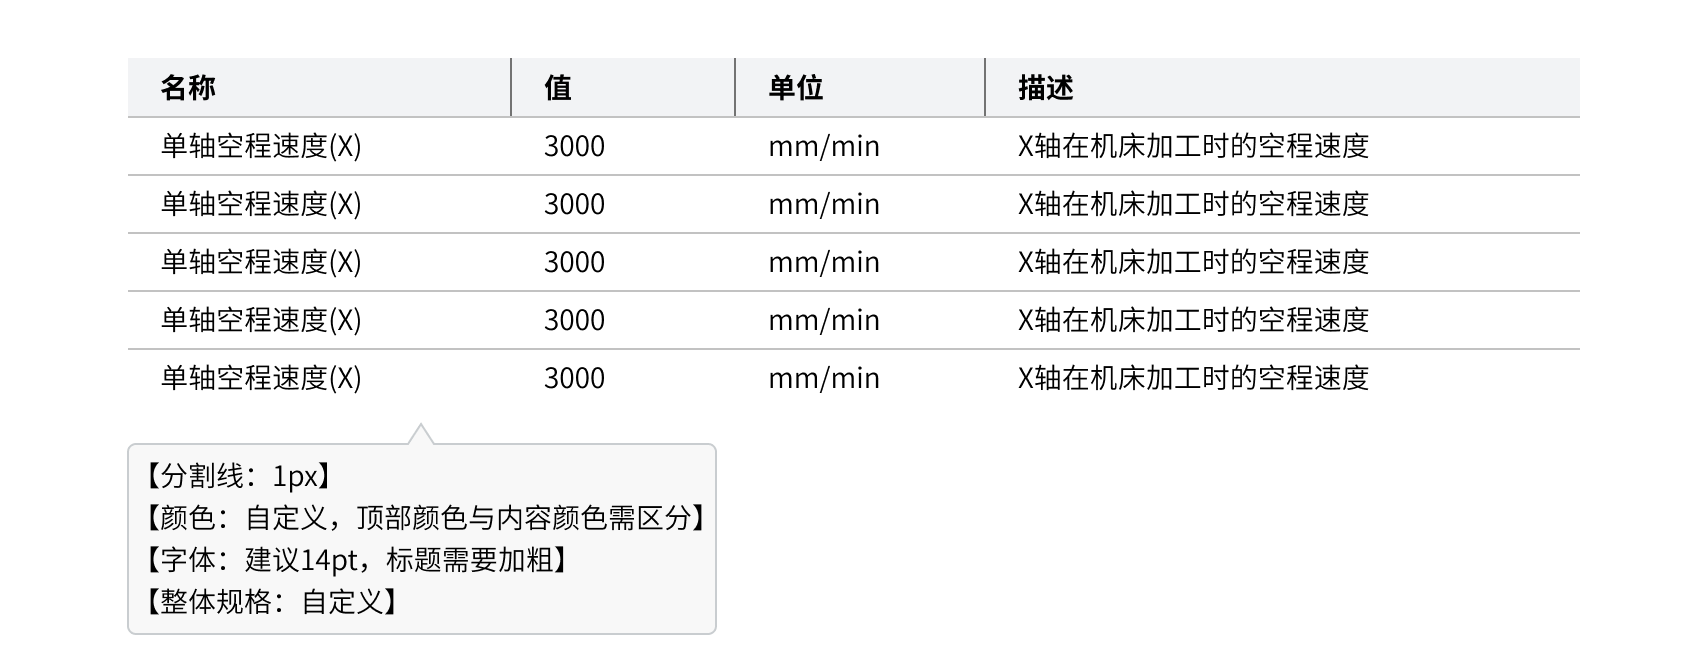 名称 值 单位 描述
单轴空程速度(X) 3000 mm/min X轴在机床加工时的空程速度
单轴空程速度(X) 3000 mm/min X轴在机床加工时的空程速度
单轴空程速度(X) 3000 mm/min X轴在机床加工时的空程速度
单轴空程速度(X) 3000 mm/min X轴在机床加工时的空程速度
单轴空程速度(X) 3000 mm/min X轴在机床加工时的空程速度
【分割线：1px】
【颜色：自定义，顶部颜色与内容颜色需区分】
【字体：建议14pt，标题需要加粗】
【整体规格：自定义】